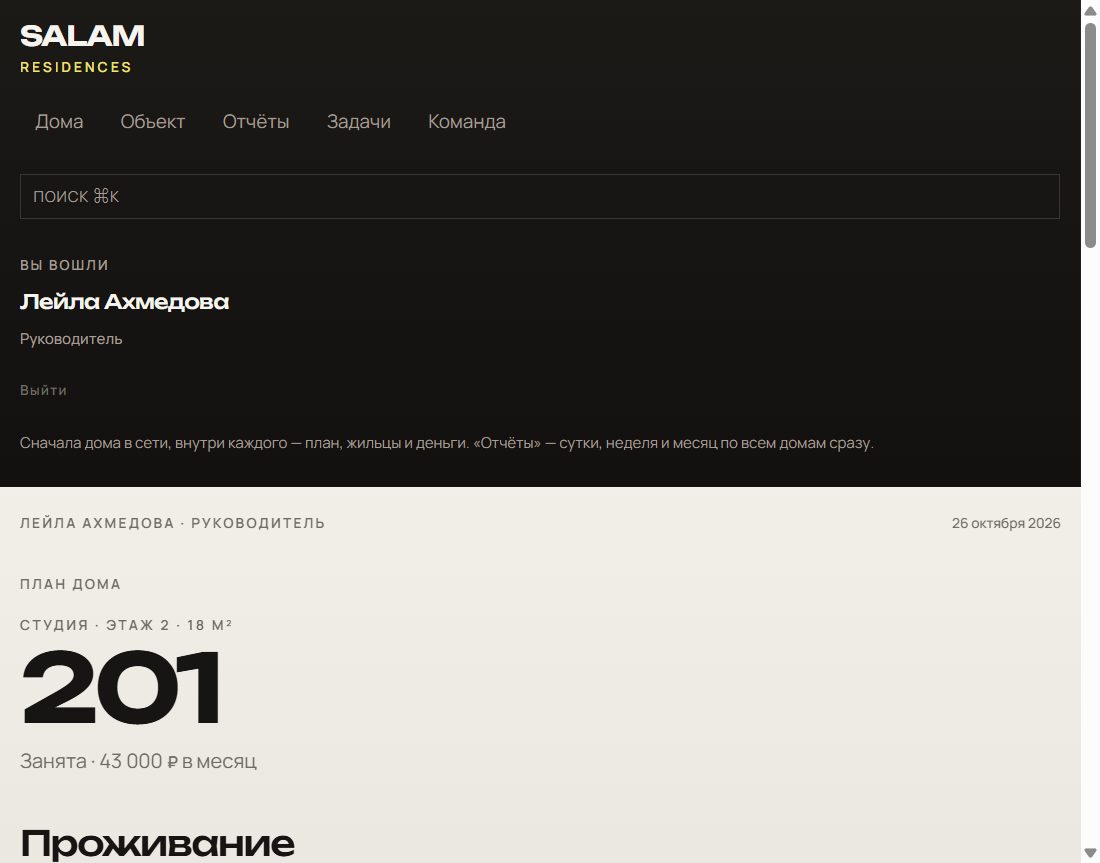 SALAM
RESIDENCES
Дома Объект Отчёты Задачи Команда
ПОИСК ⌘K
ВЫ ВОШЛИ
Лейла Ахмедова
Руководитель
Выйти
Сначала дома в сети, внутри каждого — план, жильцы и деньги. «Отчёты» — сутки, неделя и месяц по всем домам сразу.
ЛЕЙЛА АХМЕДОВА · РУКОВОДИТЕЛЬ 26 октября 2026
ПЛАН ДОМА
СТУДИЯ · ЭТАЖ 2 · 18 М²
201
Занята · 43 000 ₽ в месяц
Проживание